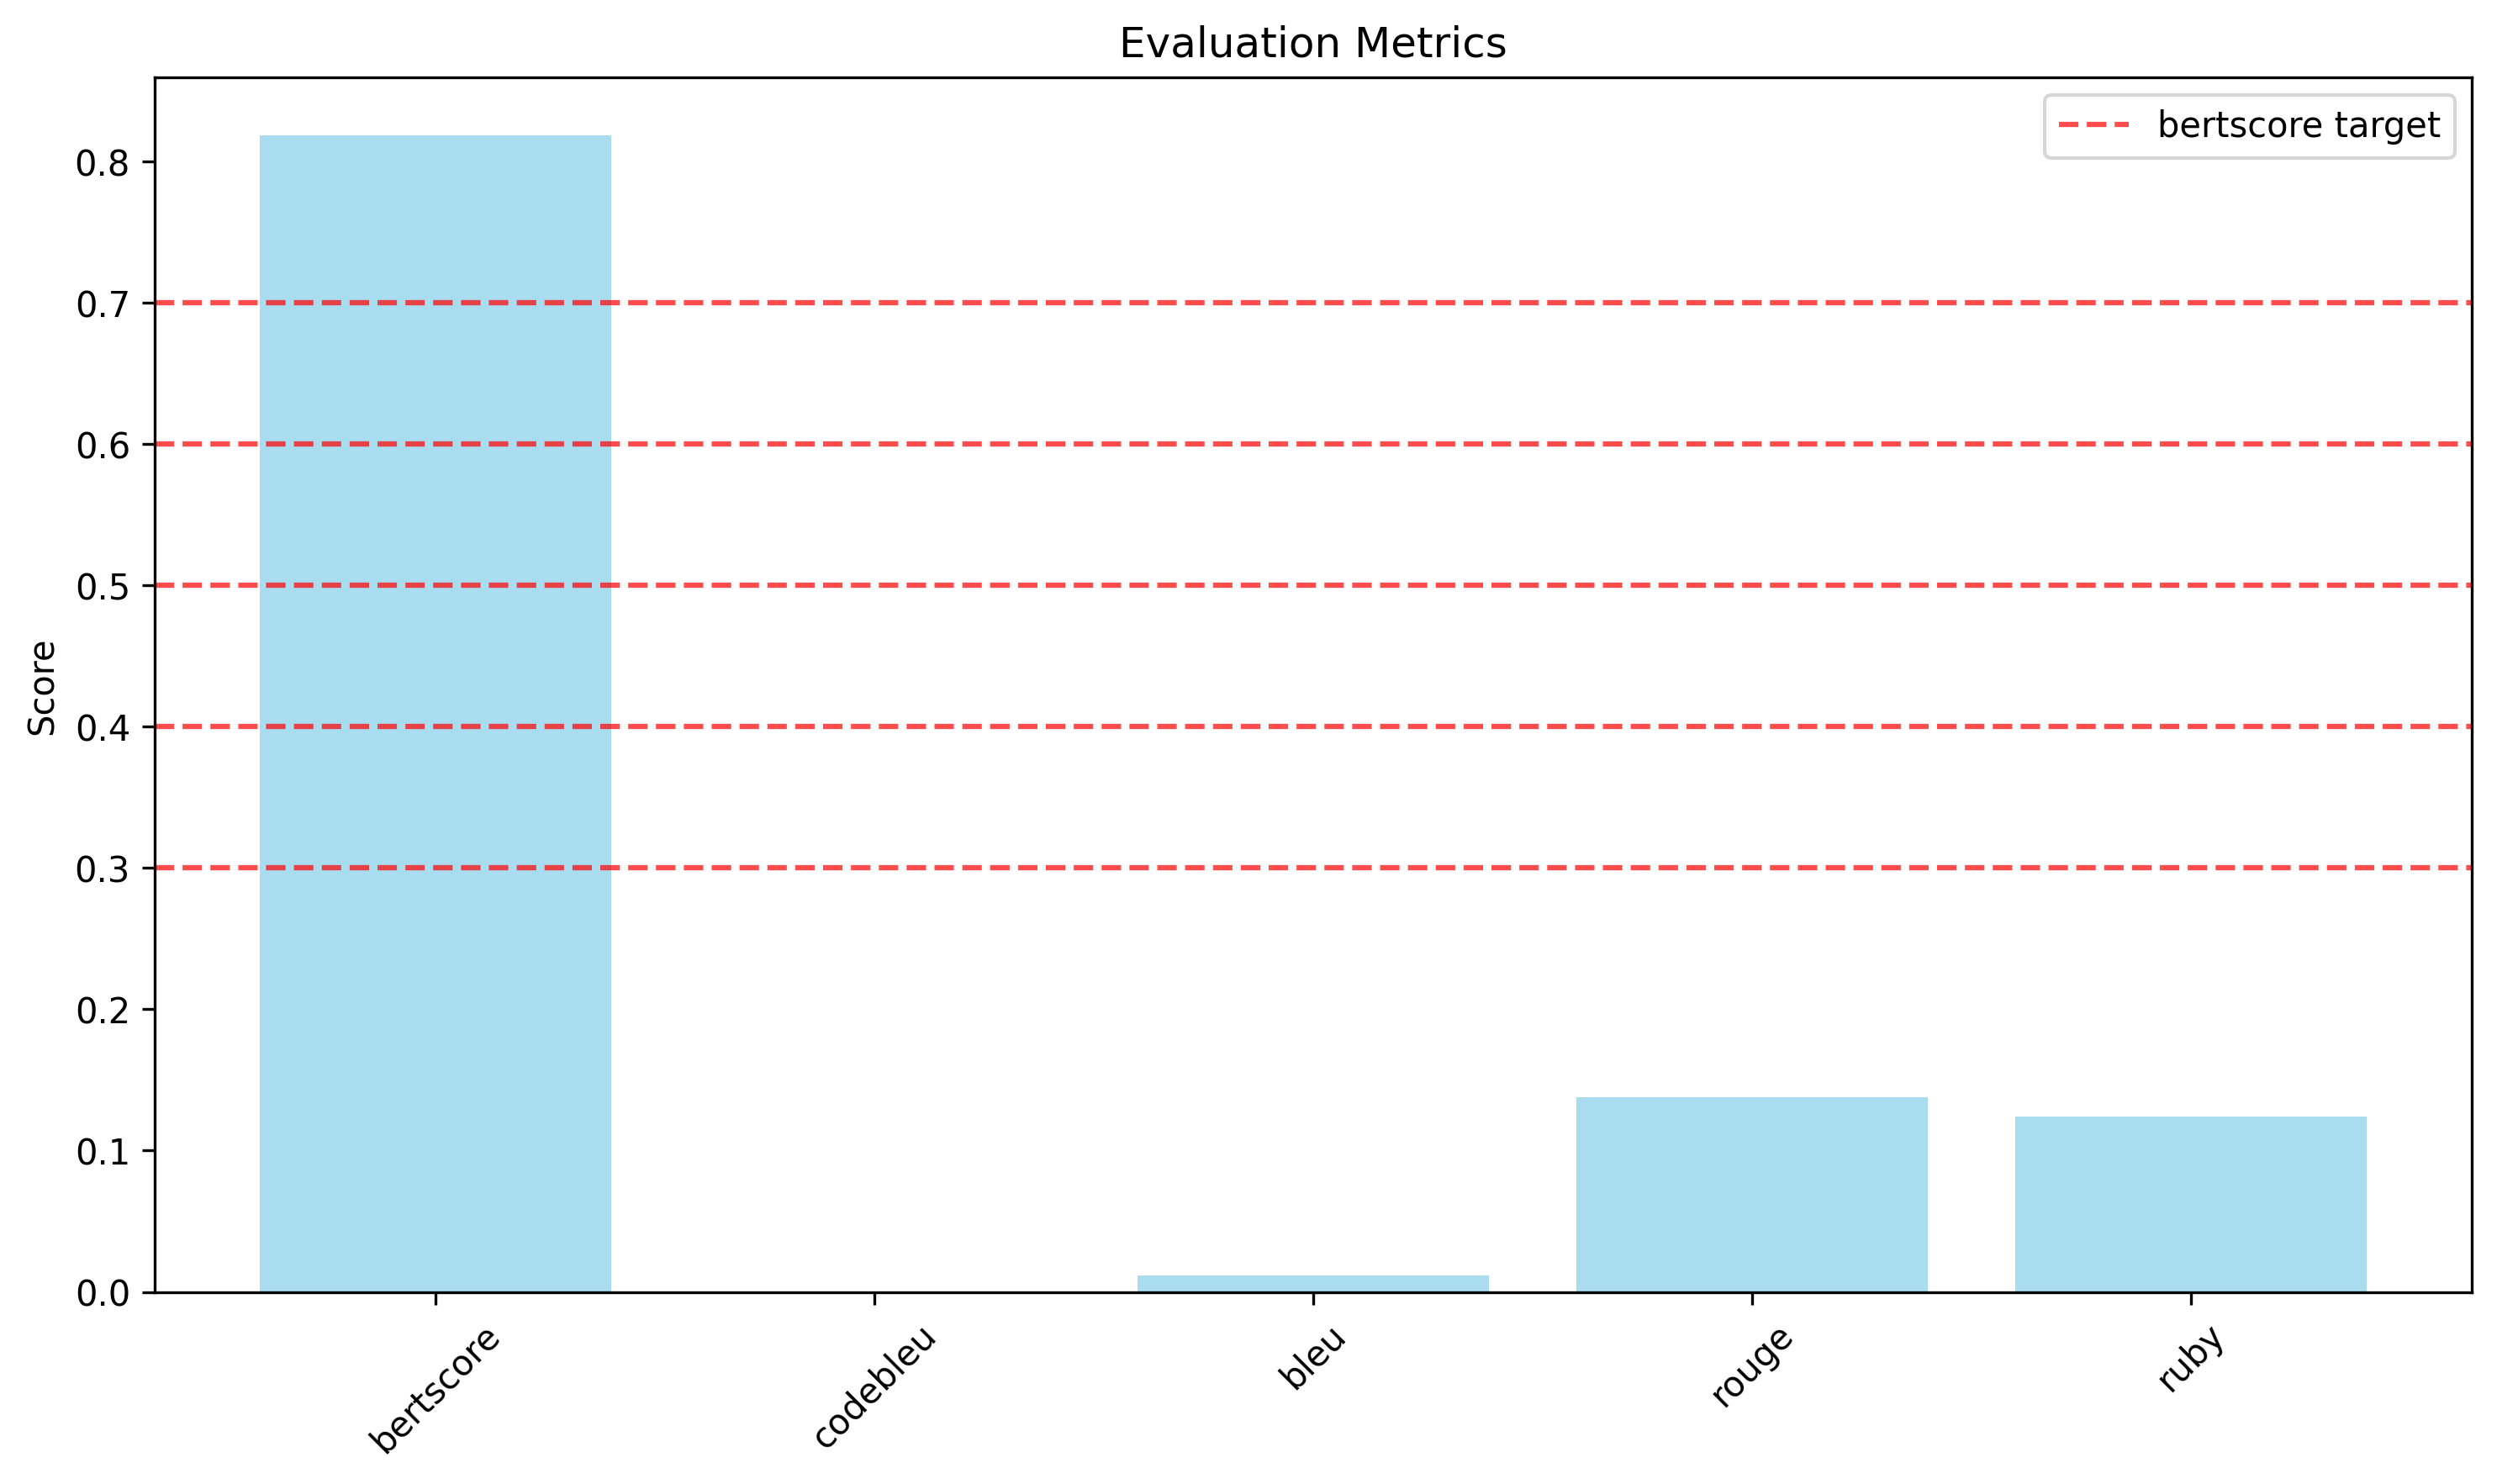 Evaluation Metrics
bertscore target
Score
0.8
0.7
0.6
0.5
0.4
0.3
0.2
0.1
0.0
bertscore
codebleu
bleu
rouge
ruby